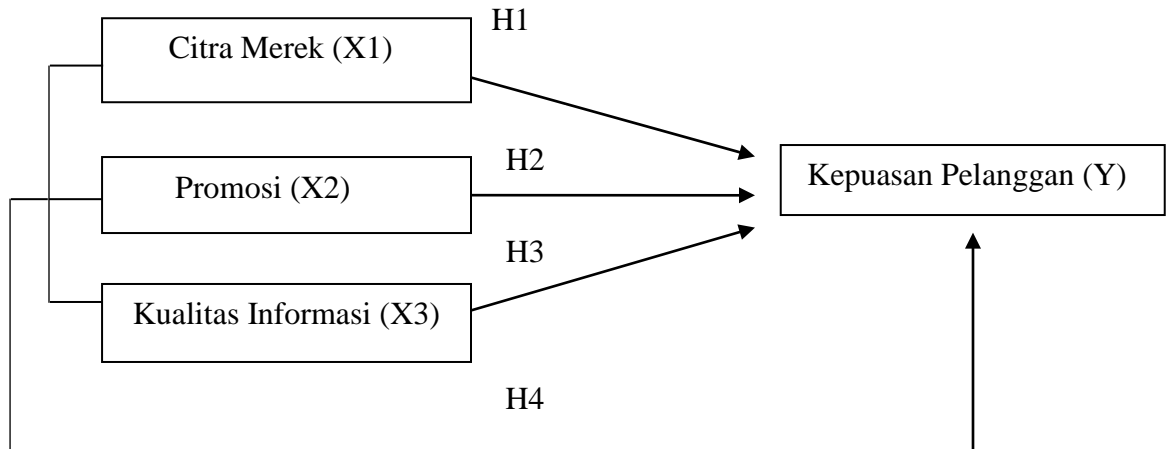 H1
Citra Merek (X1)
H2
Promosi (X2)
Kepuasan Pelanggan (Y)
H3
Kualitas Informasi (X3)
H4